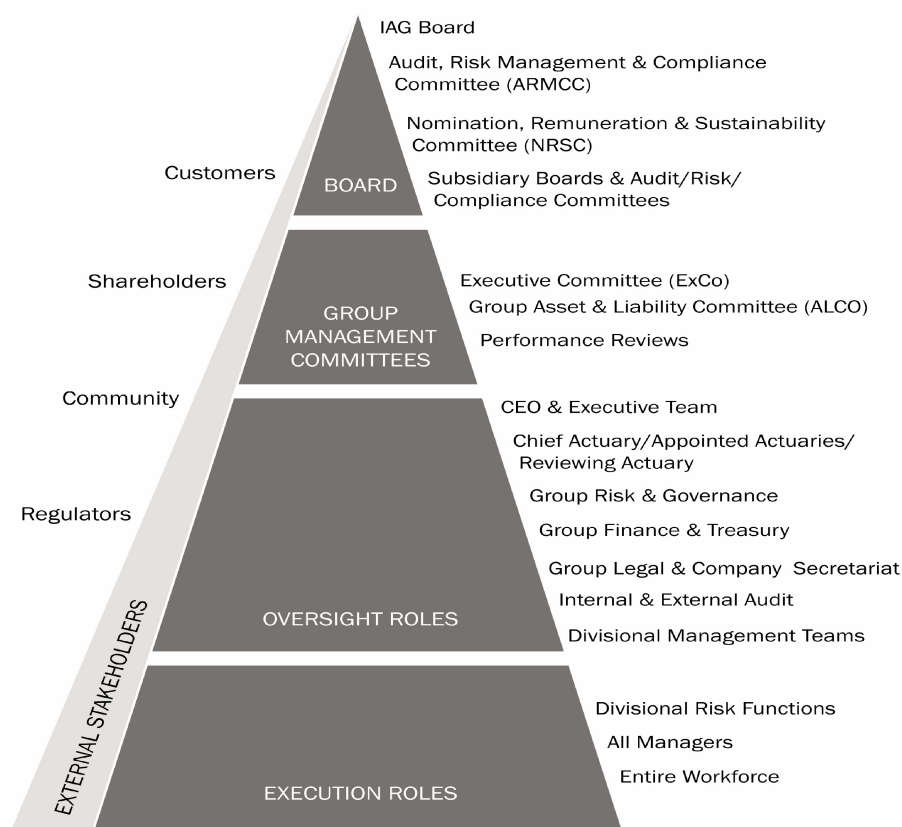 IAG Board
Audit, Risk Management & Compliance
Committee (ARMCC)
Nomination, Remuneration & Sustainability
Committee (NRSC)
Customers
BOARD
Subsidiary Boards & Audit/Risk/
Compliance Committees
Shareholders
Executive Committee (ExCo)
Group Asset & Liability Committee (ALCO)
Performance Reviews
GROUP
MANAGEMENT
COMMITTEES
Community
CEO & Executive Team
Chief Actuary/Appointed Actuaries/
Reviewing Actuary
Group Risk & Governance
Regulators
Group Finance & Treasury
Group Legal & Company Secretariat
Internal & External Audit
OVERSIGHT ROLES
Divisional Management Teams
EXTERNAL STAKEHOLDERS
Divisional Risk Functions
All Managers
Entire Workforce
EXECUTION ROLES